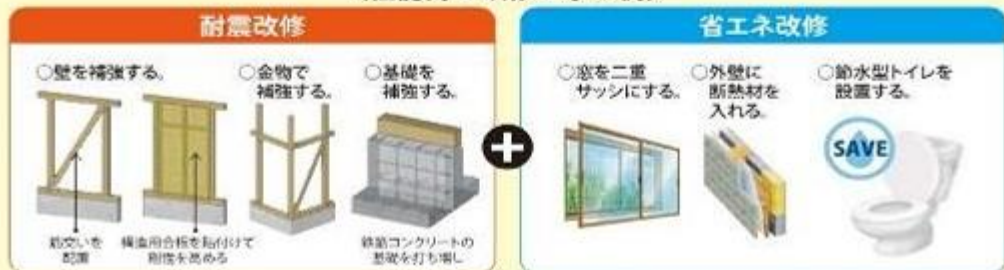 耐震改修
○壁を補強する。
○金物で
補強する。
○基礎を
補強する。
筋交いを
配置
構造用合板を貼付けて
剛性を高める
鉄筋コンクリートの
基礎を打ち増し
省エネ改修
○窓を二重
サッシにする。
○外壁に
断熱材を
入れる。
○節水型トイレを
設置する。
SAVE